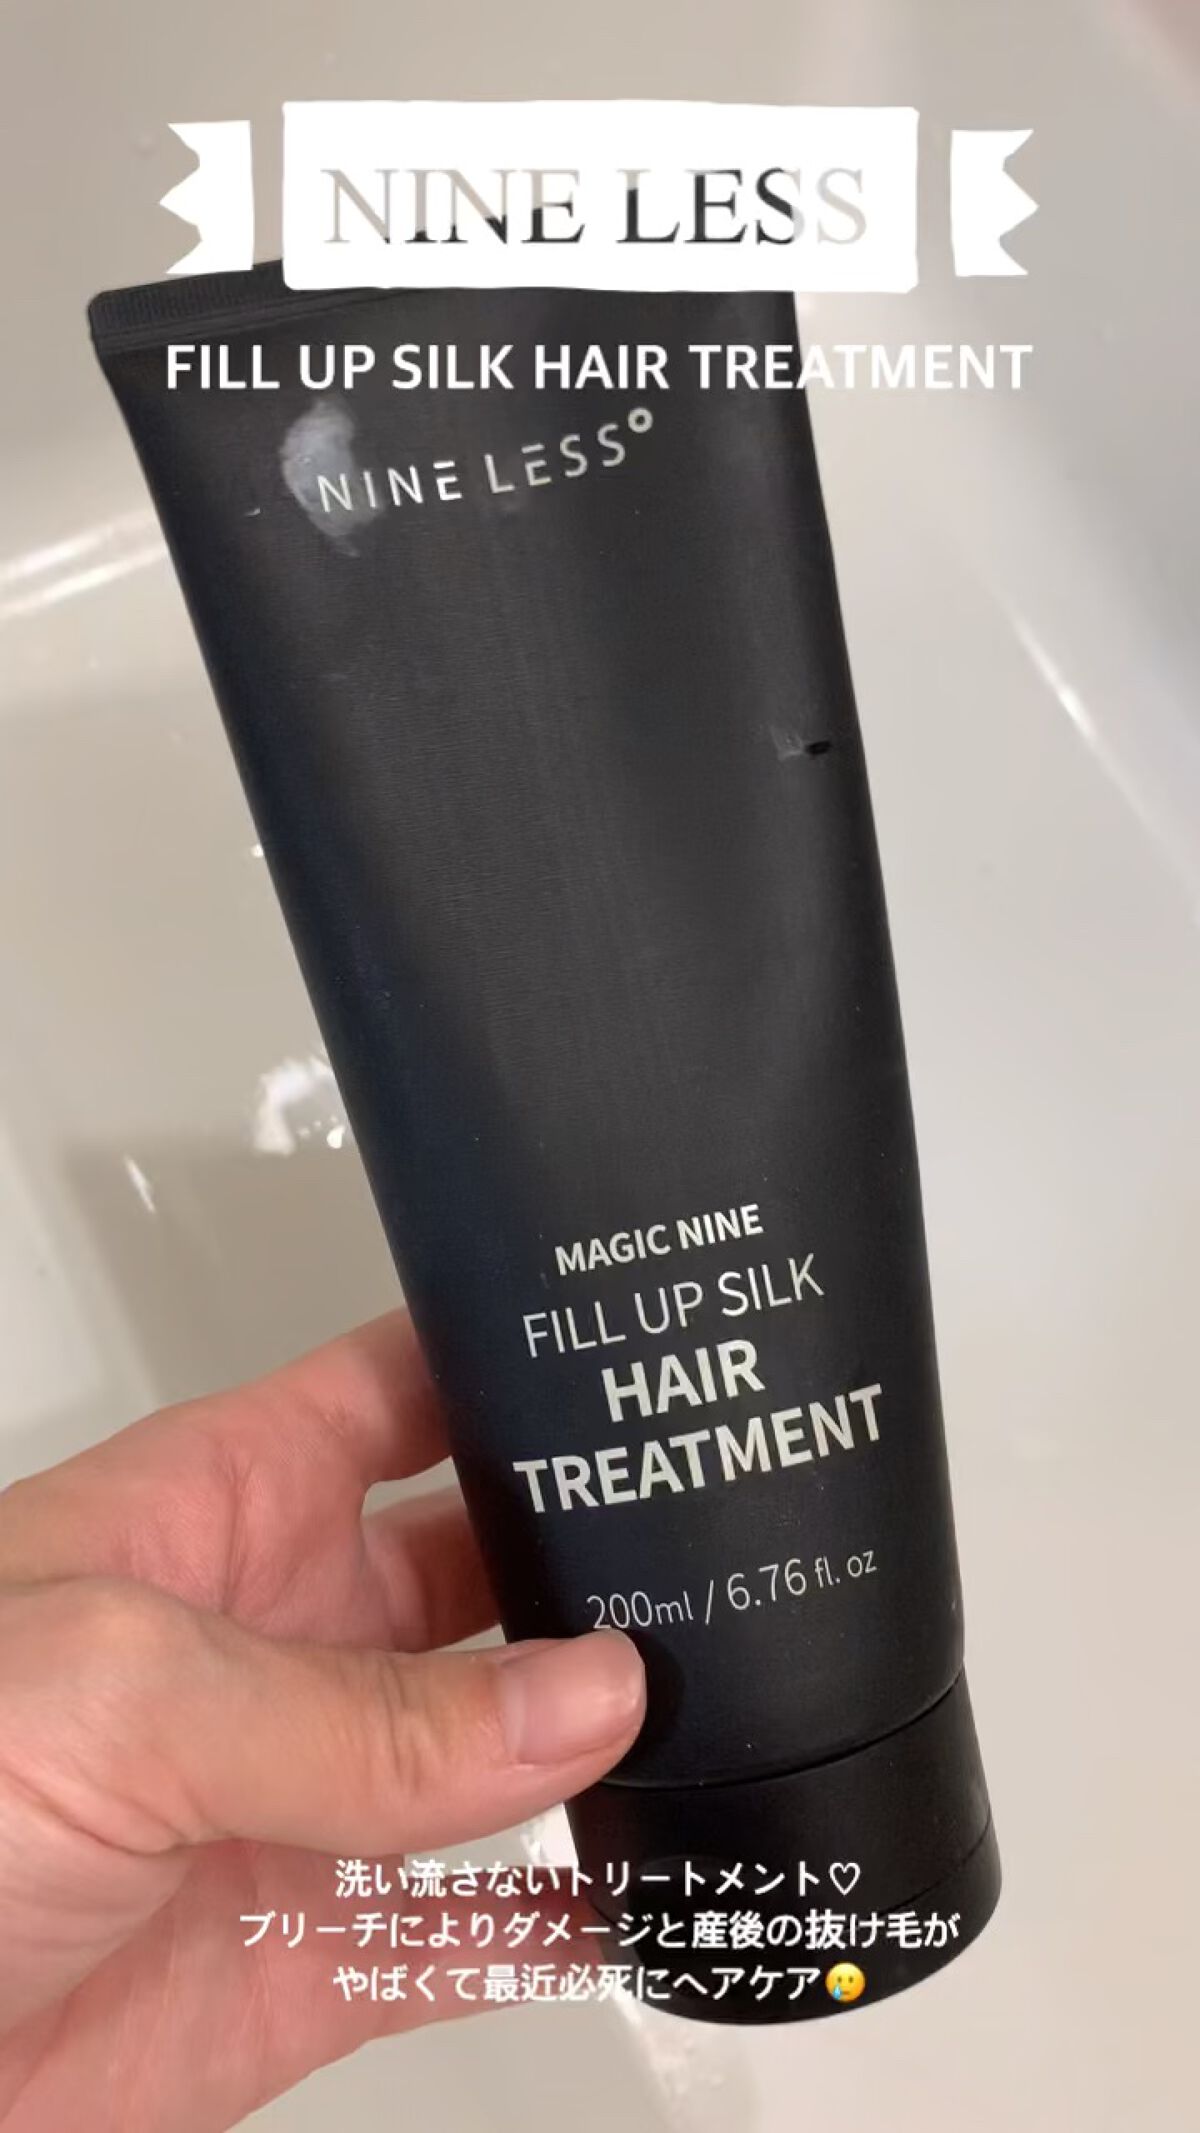 NINE LESS
FILL UP SILK HAIR TREATMENT
NINE LESS
MAGIC NINE
FILL UP SILK
HAIR
TREATMENT
200ml / 6.76 fl. oz
洗い流さないトリートメント♡
ブリーチによりダメージと産後の抜け毛が
やばくて最近必死にヘアケア🥲